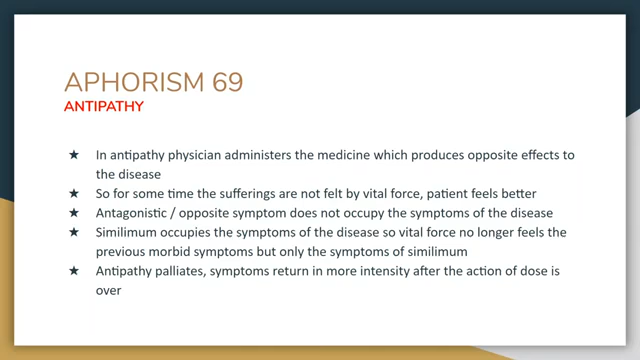 APHORISM 69
ANTIPATHY
★ In antipathy physician administers the medicine which produces opposite effects to
the disease
★ So for some time the sufferings are not felt by vital force, patient feels better
★ Antagonistic / opposite symptom does not occupy the symptoms of the disease
★ Similimum occupies the symptoms of the disease so vital force no longer feels the
previous morbid symptoms but only the symptoms of similimum
★ Antipathy palliates, symptoms return in more intensity after the action of dose is
over